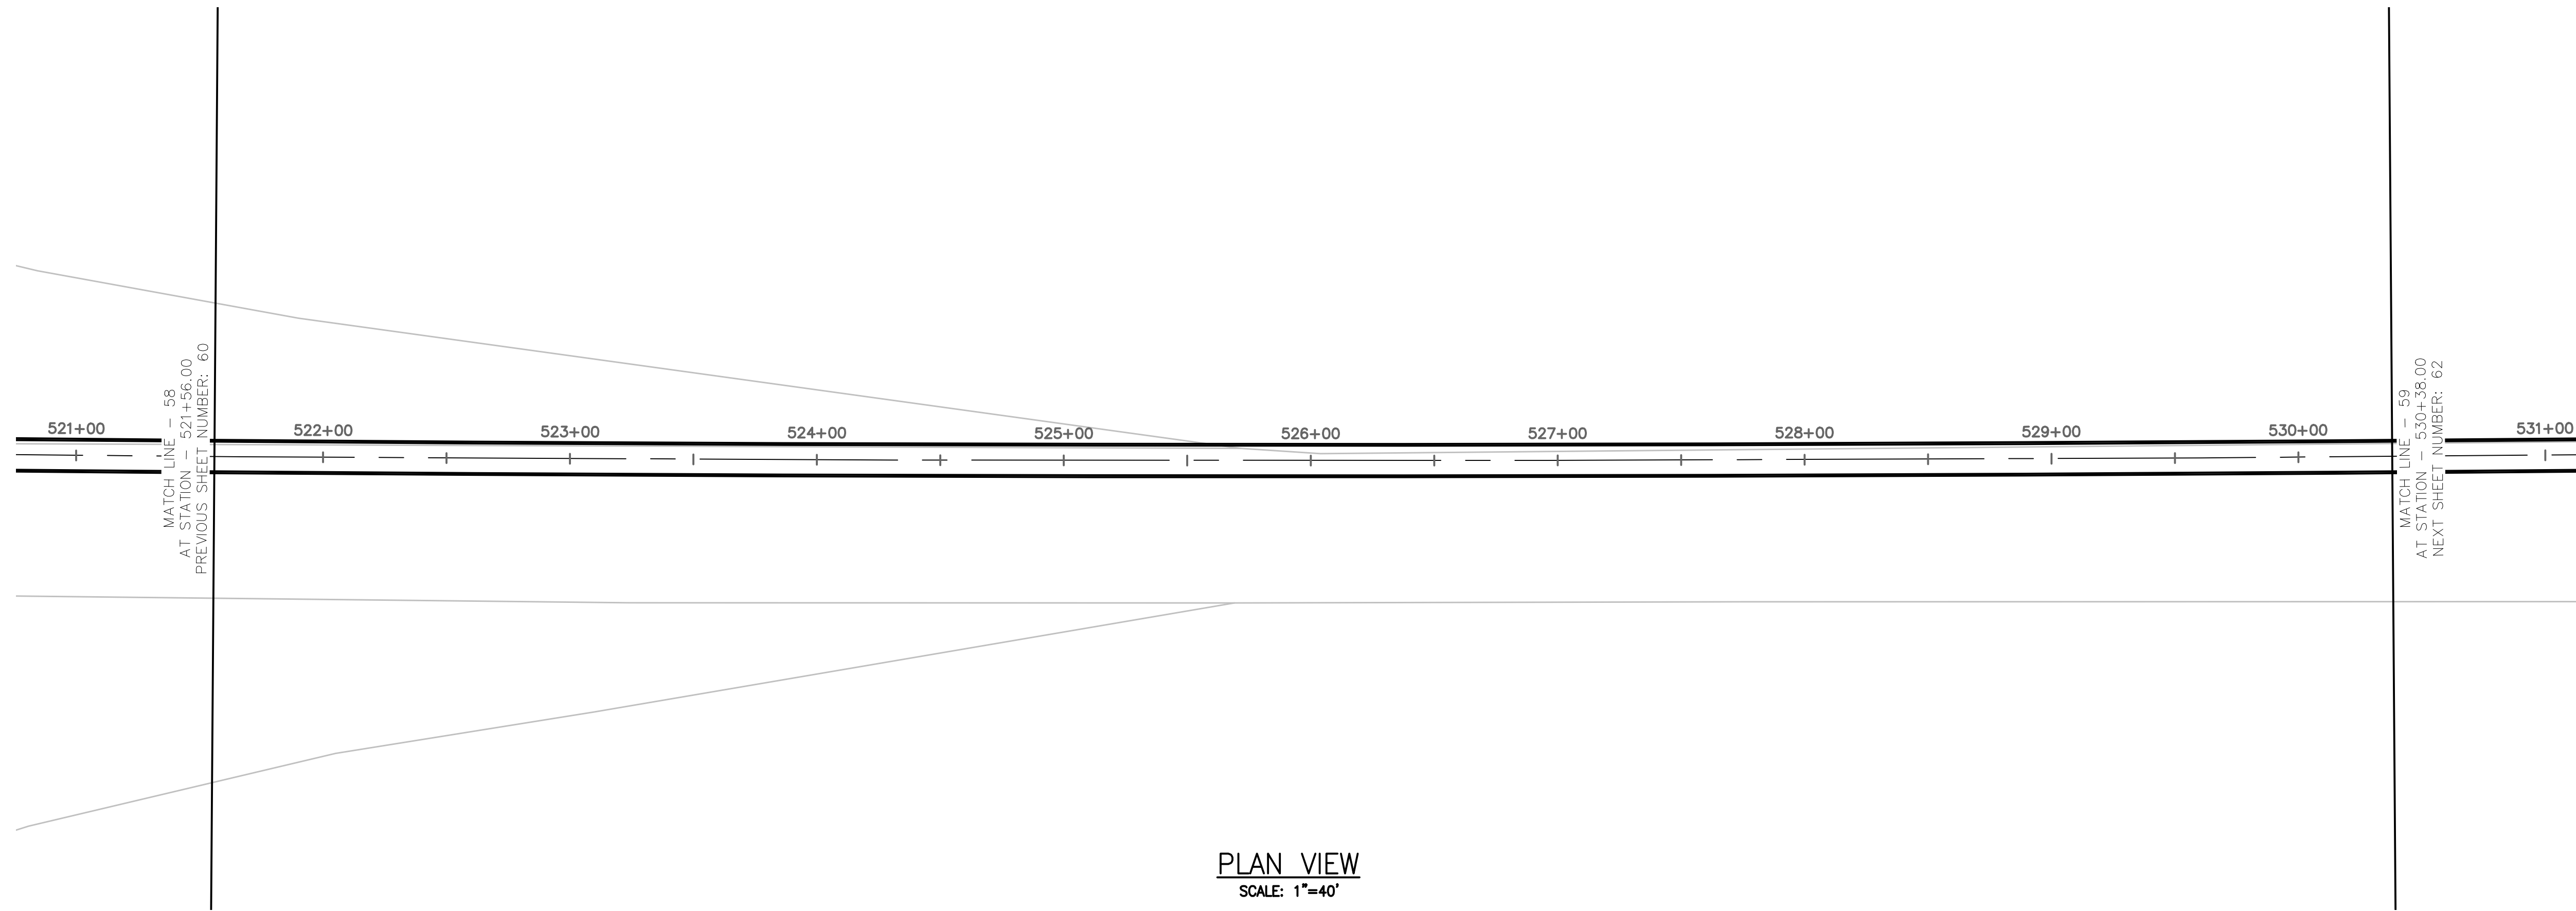 521+00
522+00
523+00
524+00
525+00
526+00
527+00
528+00
529+00
530+00
531+00
MATCH LINE - 58
AT STATION - 521+56.00
PREVIOUS SHEET NUMBER: 60
MATCH LINE - 59
AT STATION - 530+38.00
NEXT SHEET NUMBER: 62
PLAN VIEW
SCALE: 1"=40'